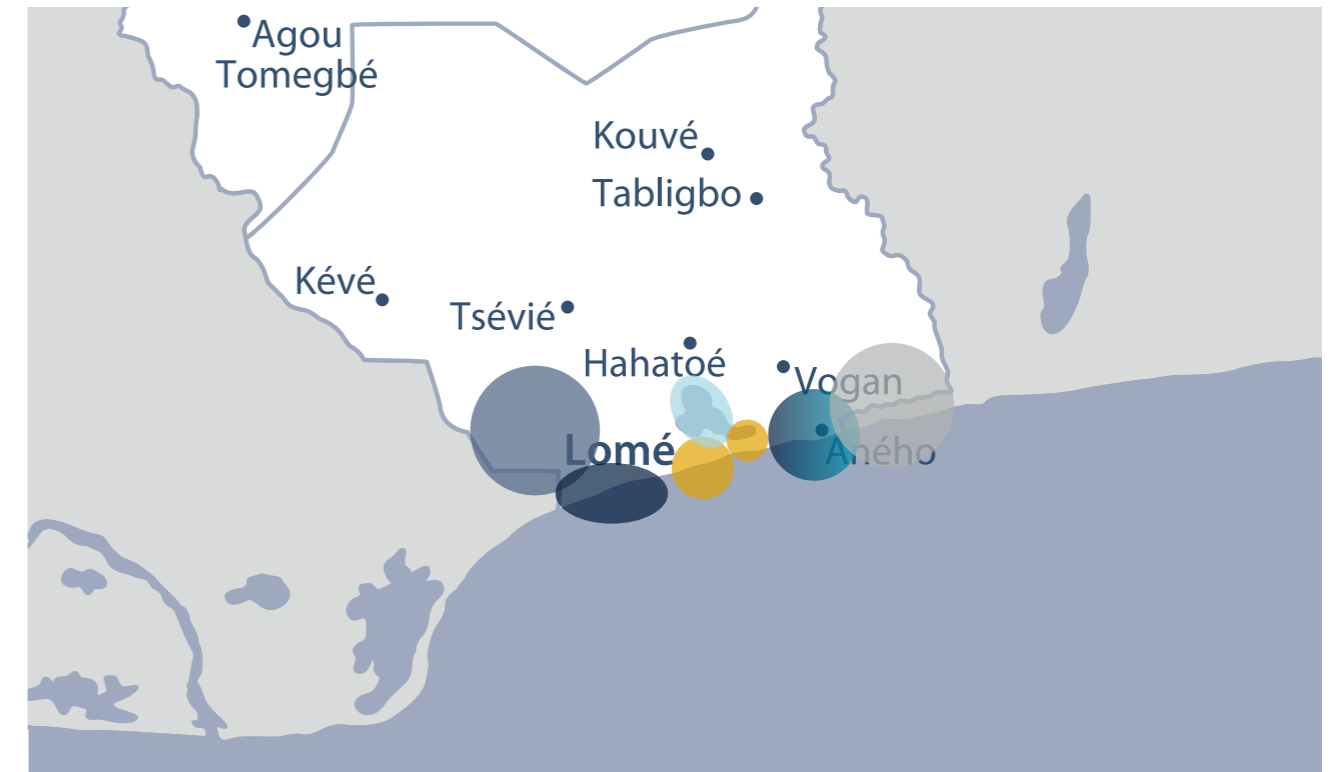 Agou
Tomegbé
Kouvé
Tabligbo
Kévé
Tsévié
Hahatoé
Vogan
Lomé
Aného